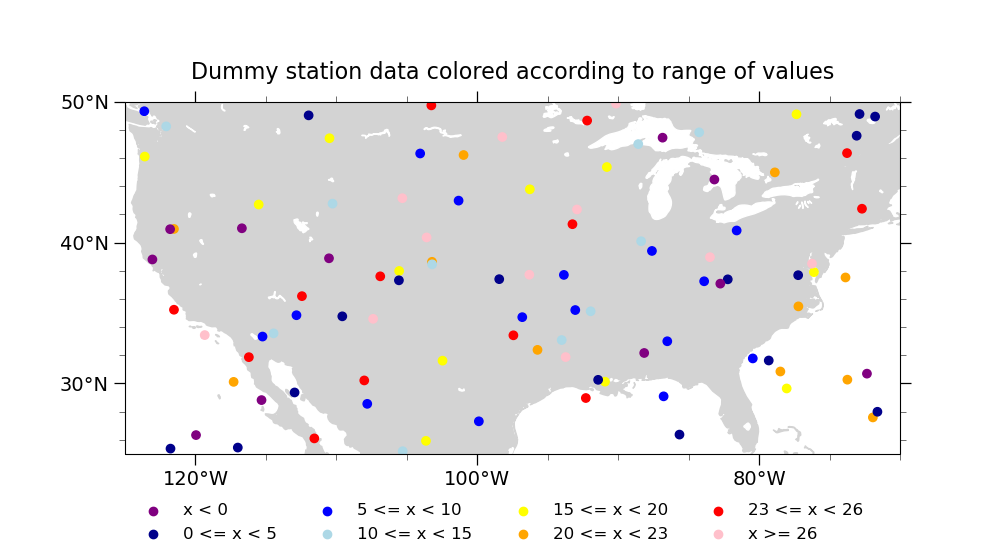 Dummy station data colored according to range of values
50°N
40°N
30°N
120°W 100°W 80°W
x < 0 5 <= x < 10 15 <= x < 20 23 <= x < 26
0 <= x < 5 10 <= x < 15 20 <= x < 23 x >= 26